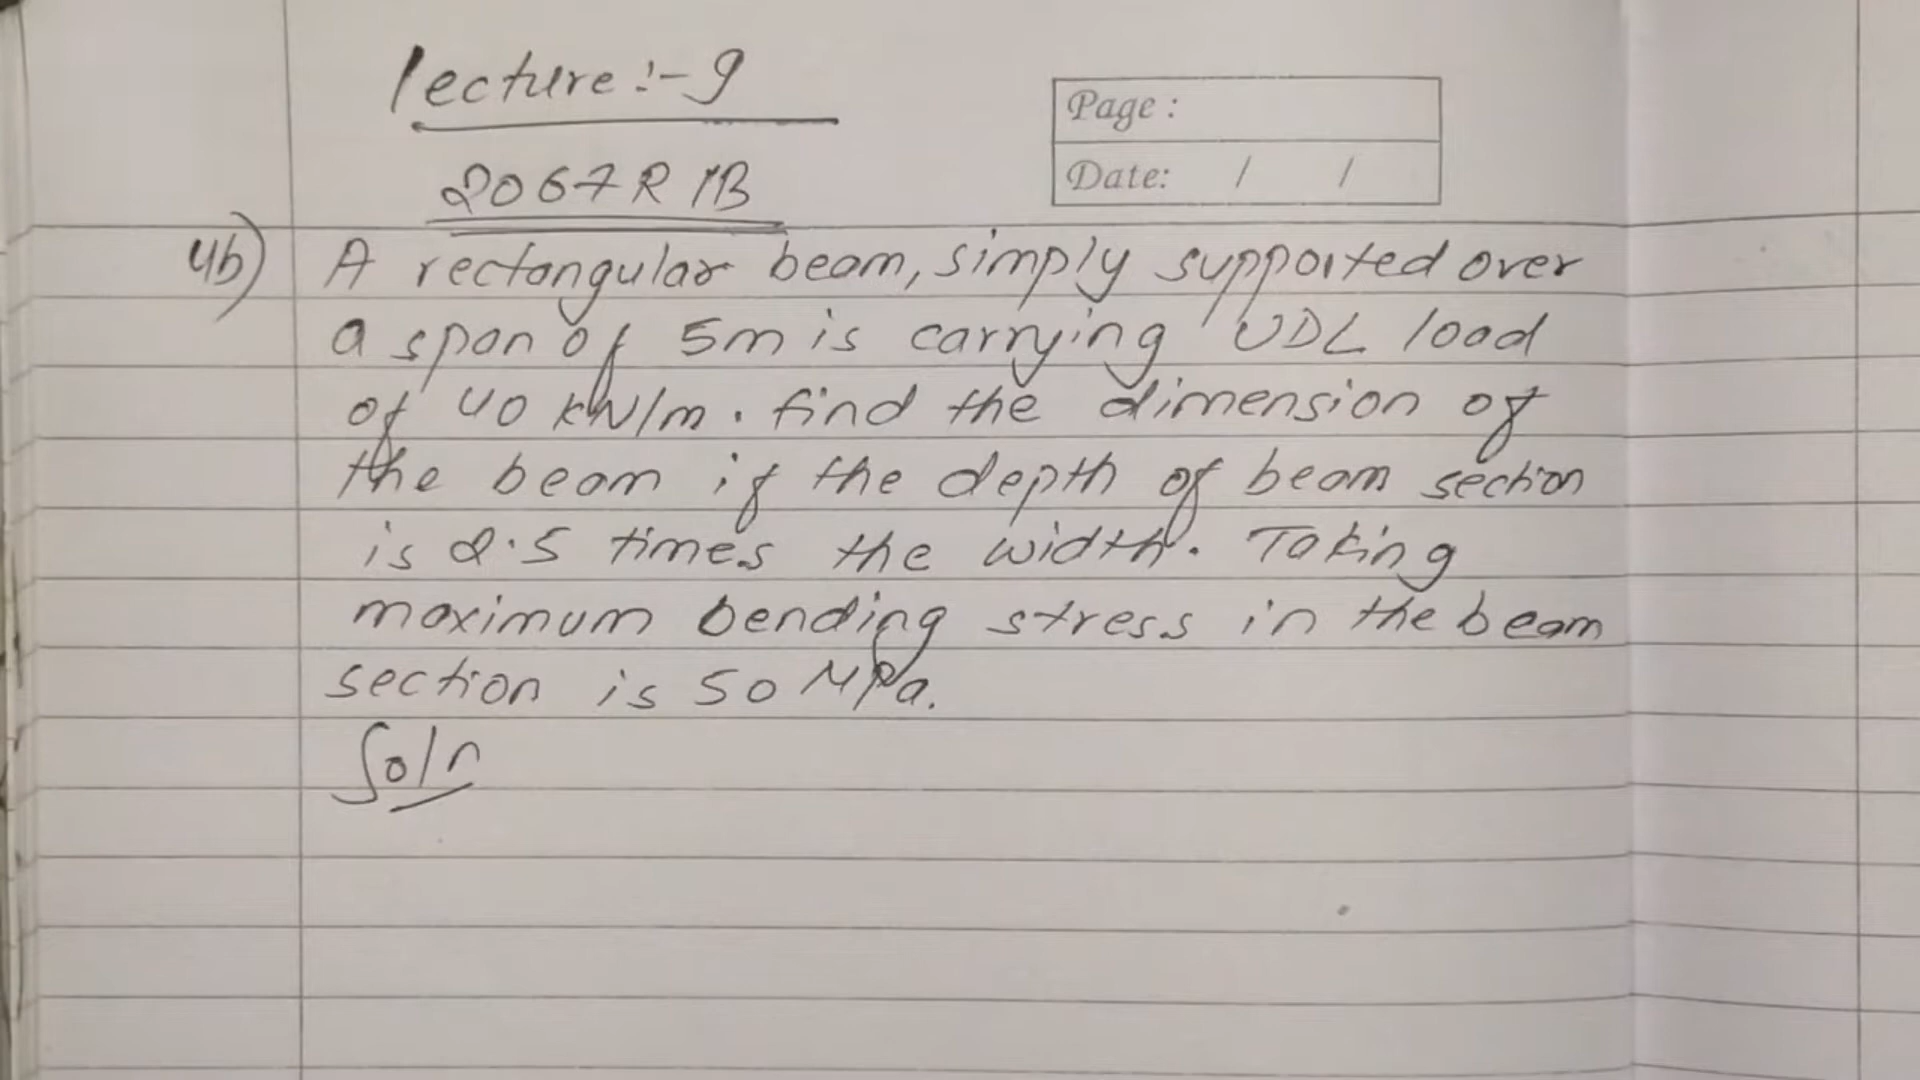 lecture :- 9
Page :
Date: / /
2067 R/B
4b) A rectangular beam, simply supported over
a span of 5m is carrying UDL load
of 40 kN/m. find the dimension of
the beam if the depth of beam section
is 2.5 times the width. Taking
maximum bending stress in the beam
section is 50 MPa.
Soln